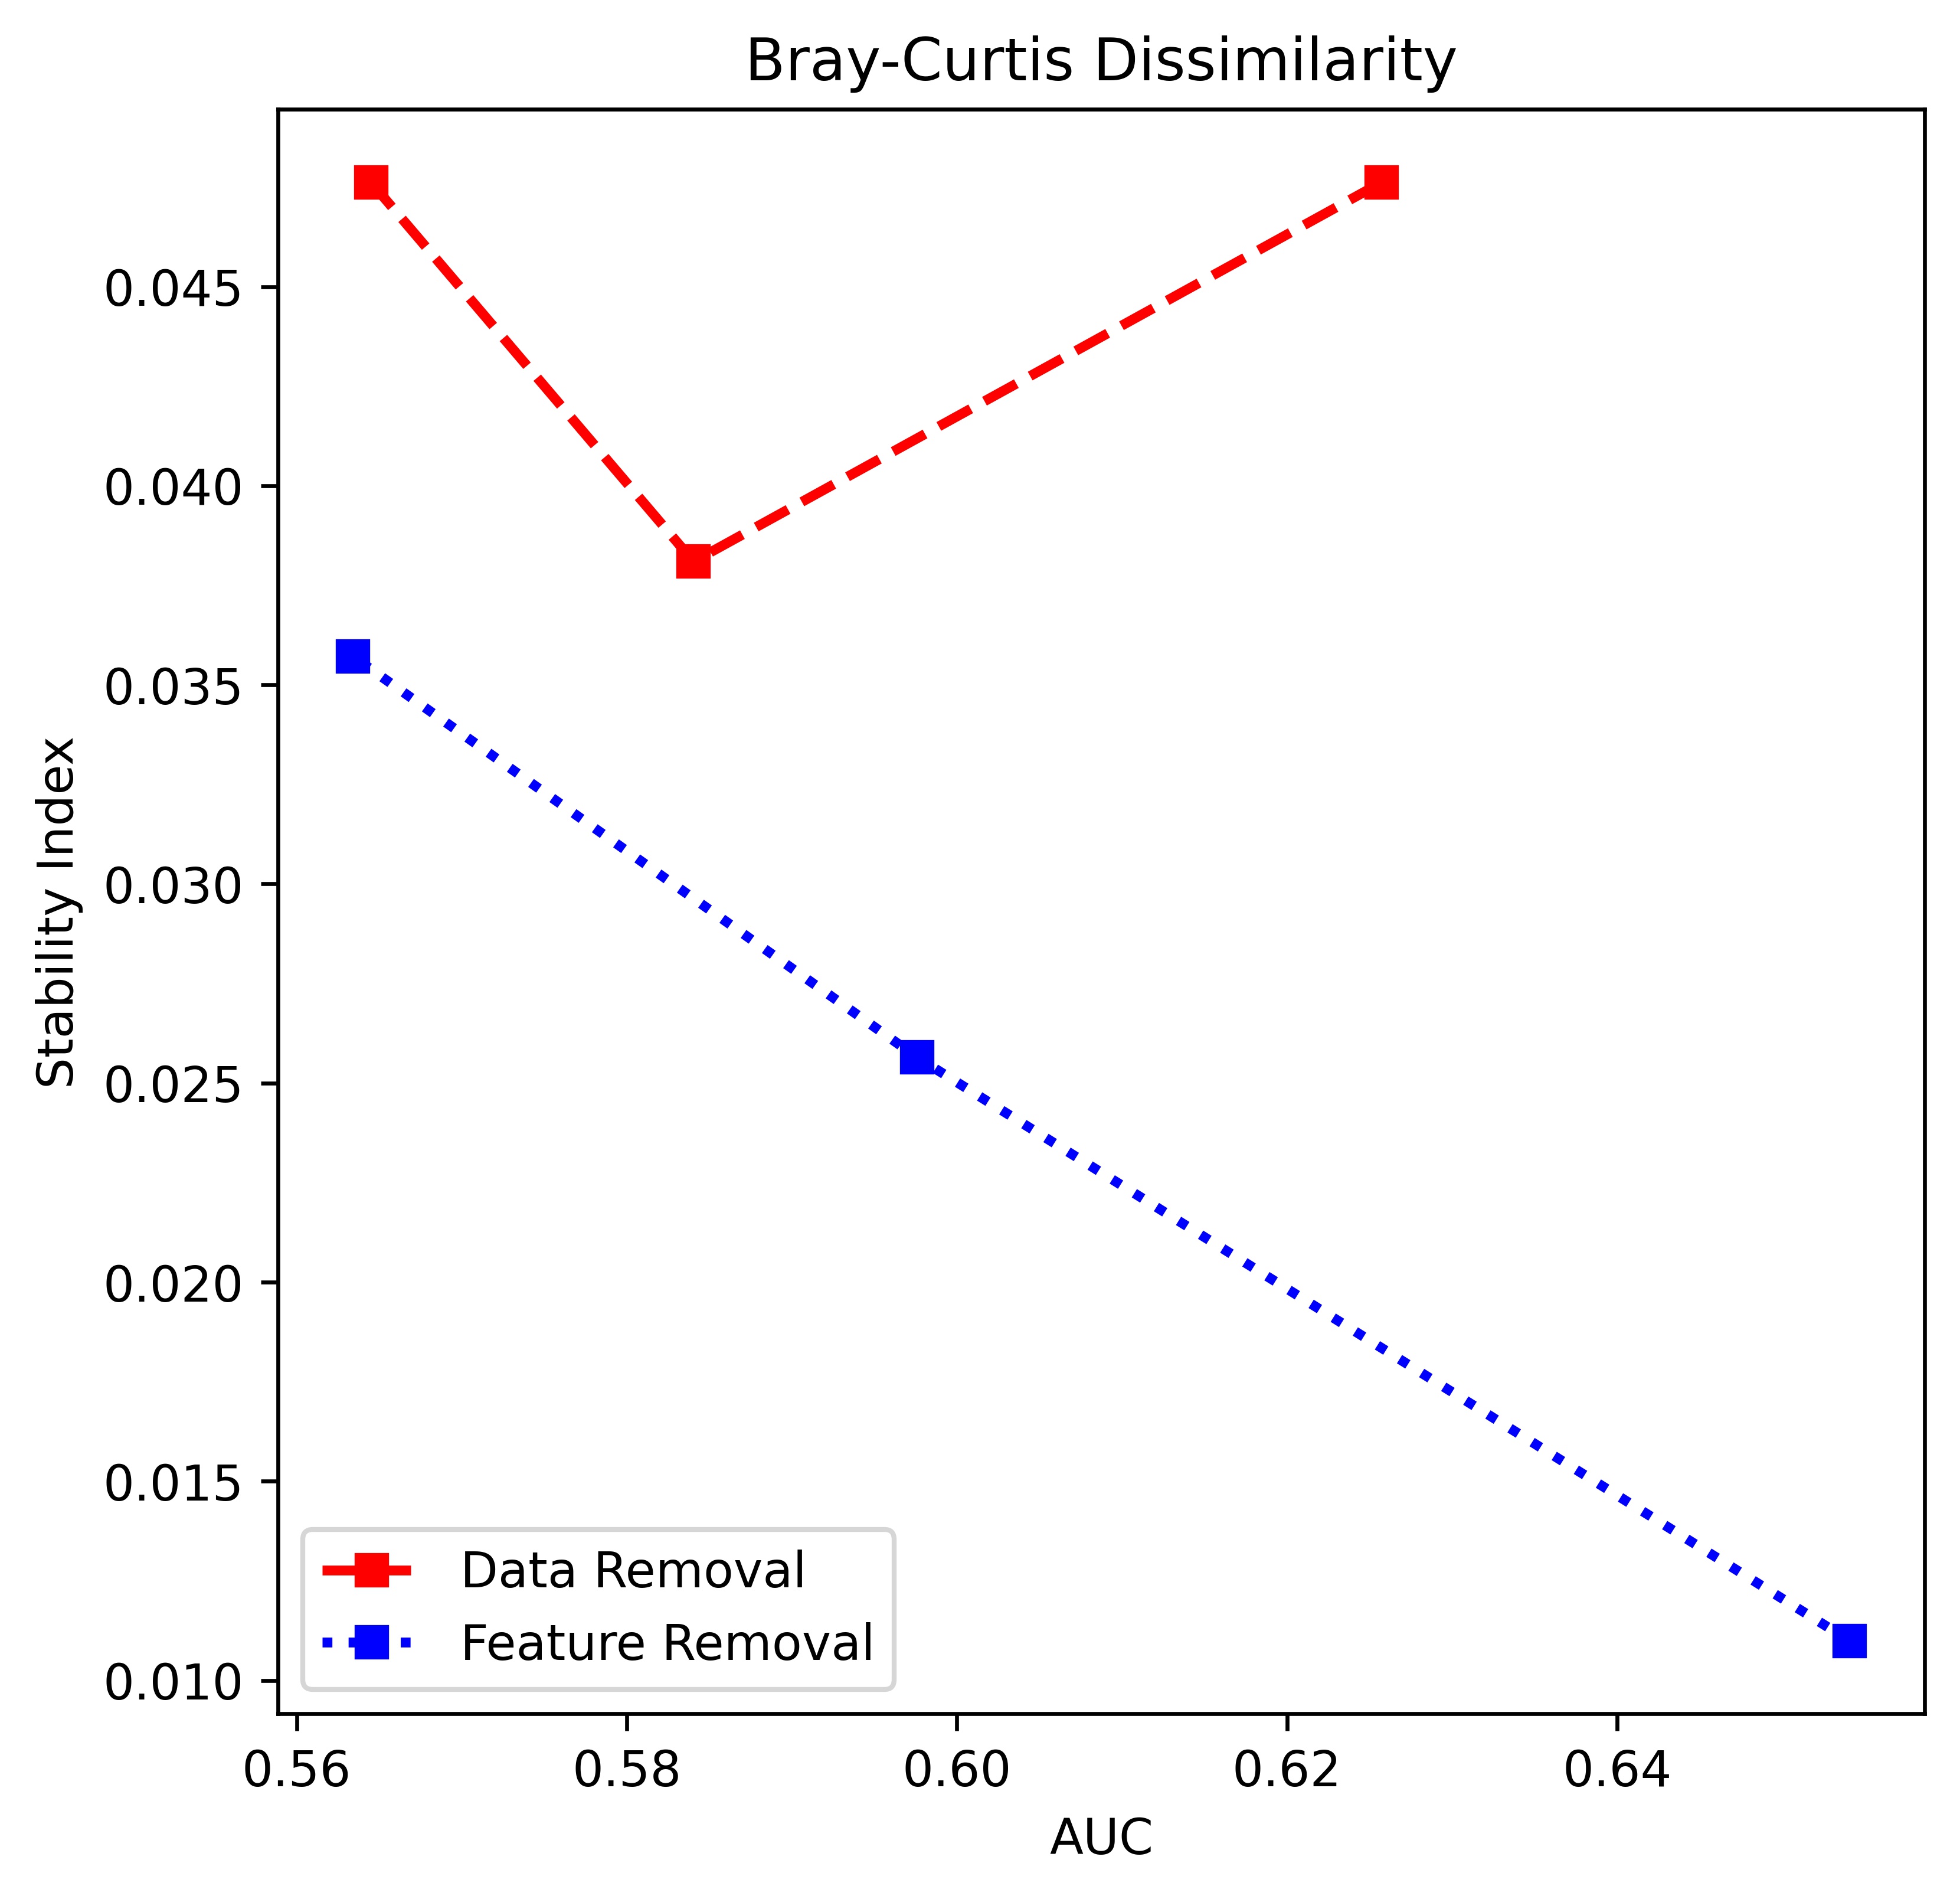 Bray-Curtis Dissimilarity
Stability Index
0.045
0.040
0.035
0.030
0.025
0.020
0.015
0.010
Data Removal
Feature Removal
0.56 0.58 0.60 0.62 0.64
AUC